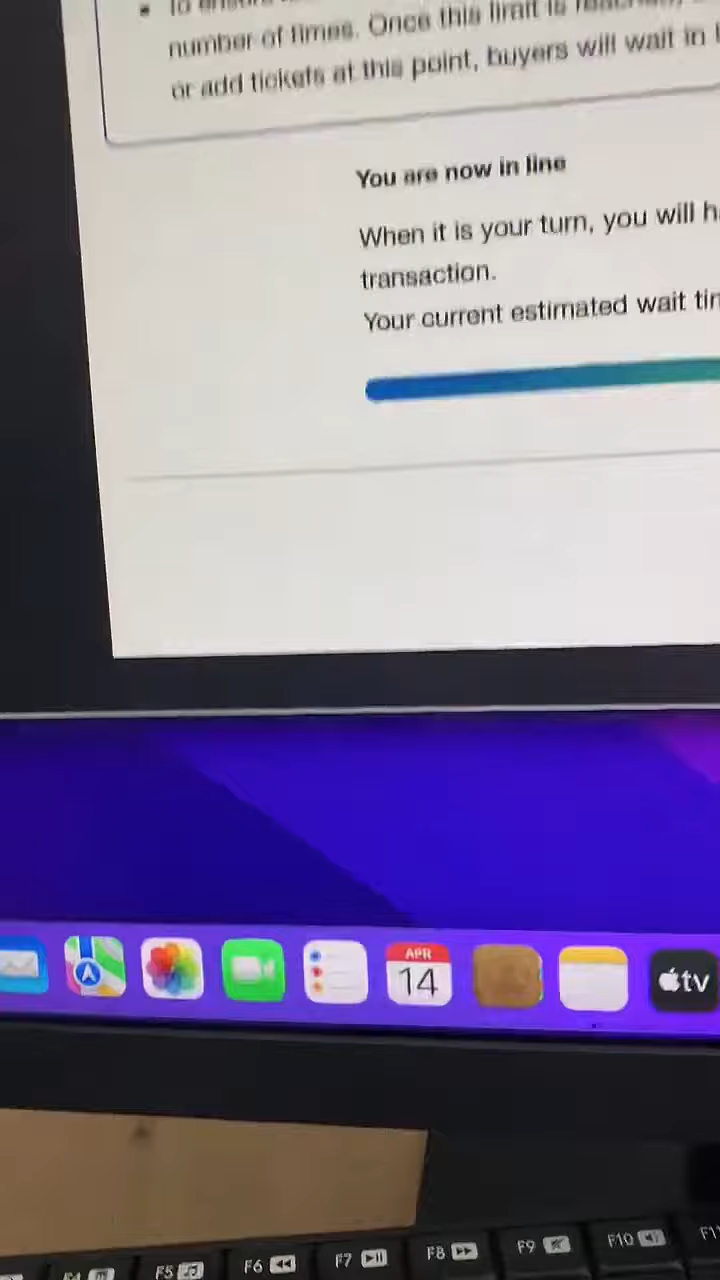 number of times. Once this limit is
or add tickets at this point, buyers will wait in
You are now in line
When it is your turn, you will
transaction.
Your current estimated wait
APR
14
tv
F4
F5
F6
F7
F8
F9
F10